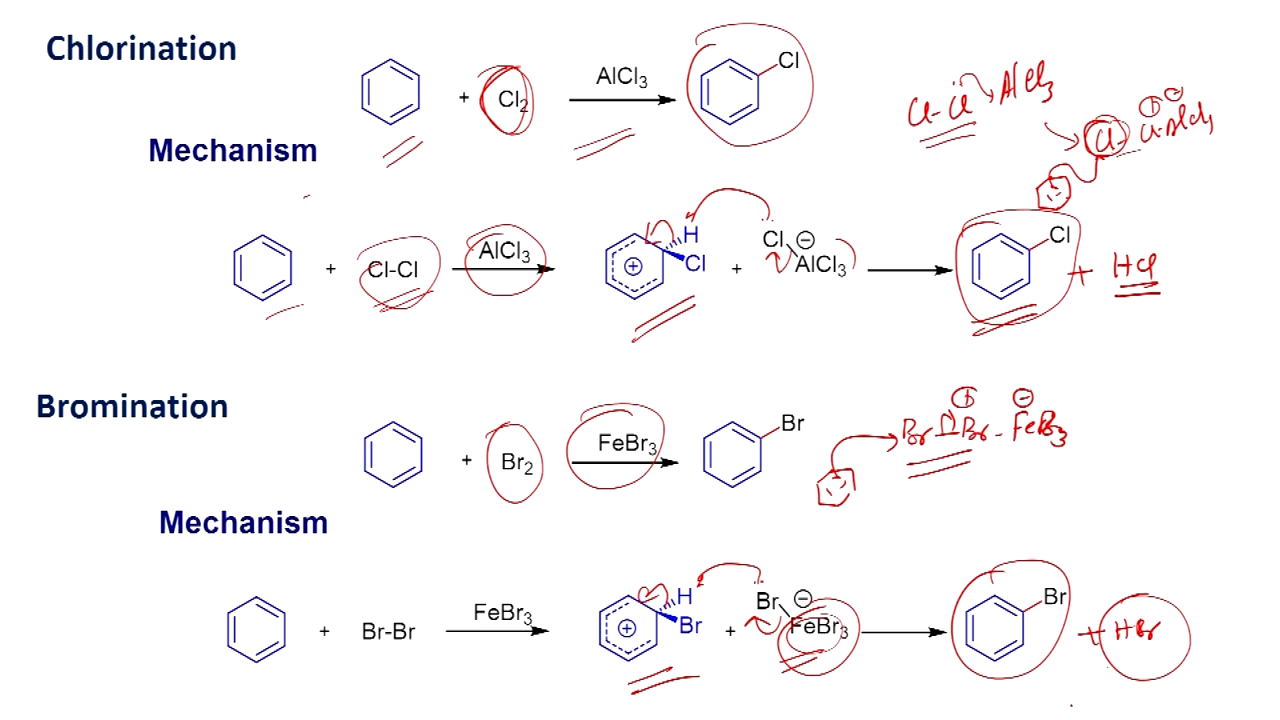 Chlorination
+ Cl2 AlCl3 Cl
Cl-Cl AlCl3
Cl-Cl-AlCl3 ⊕ ⊖
Mechanism
+ Cl-Cl AlCl3 ⊕ H Cl + Cl AlCl3 ⊖ Cl + HCl
Bromination
+ Br2 FeBr3 Br
Br-Br-FeBr3 ⊕ ⊖
Mechanism
+ Br-Br FeBr3 ⊕ H Br + Br FeBr3 ⊖ Br + HBr